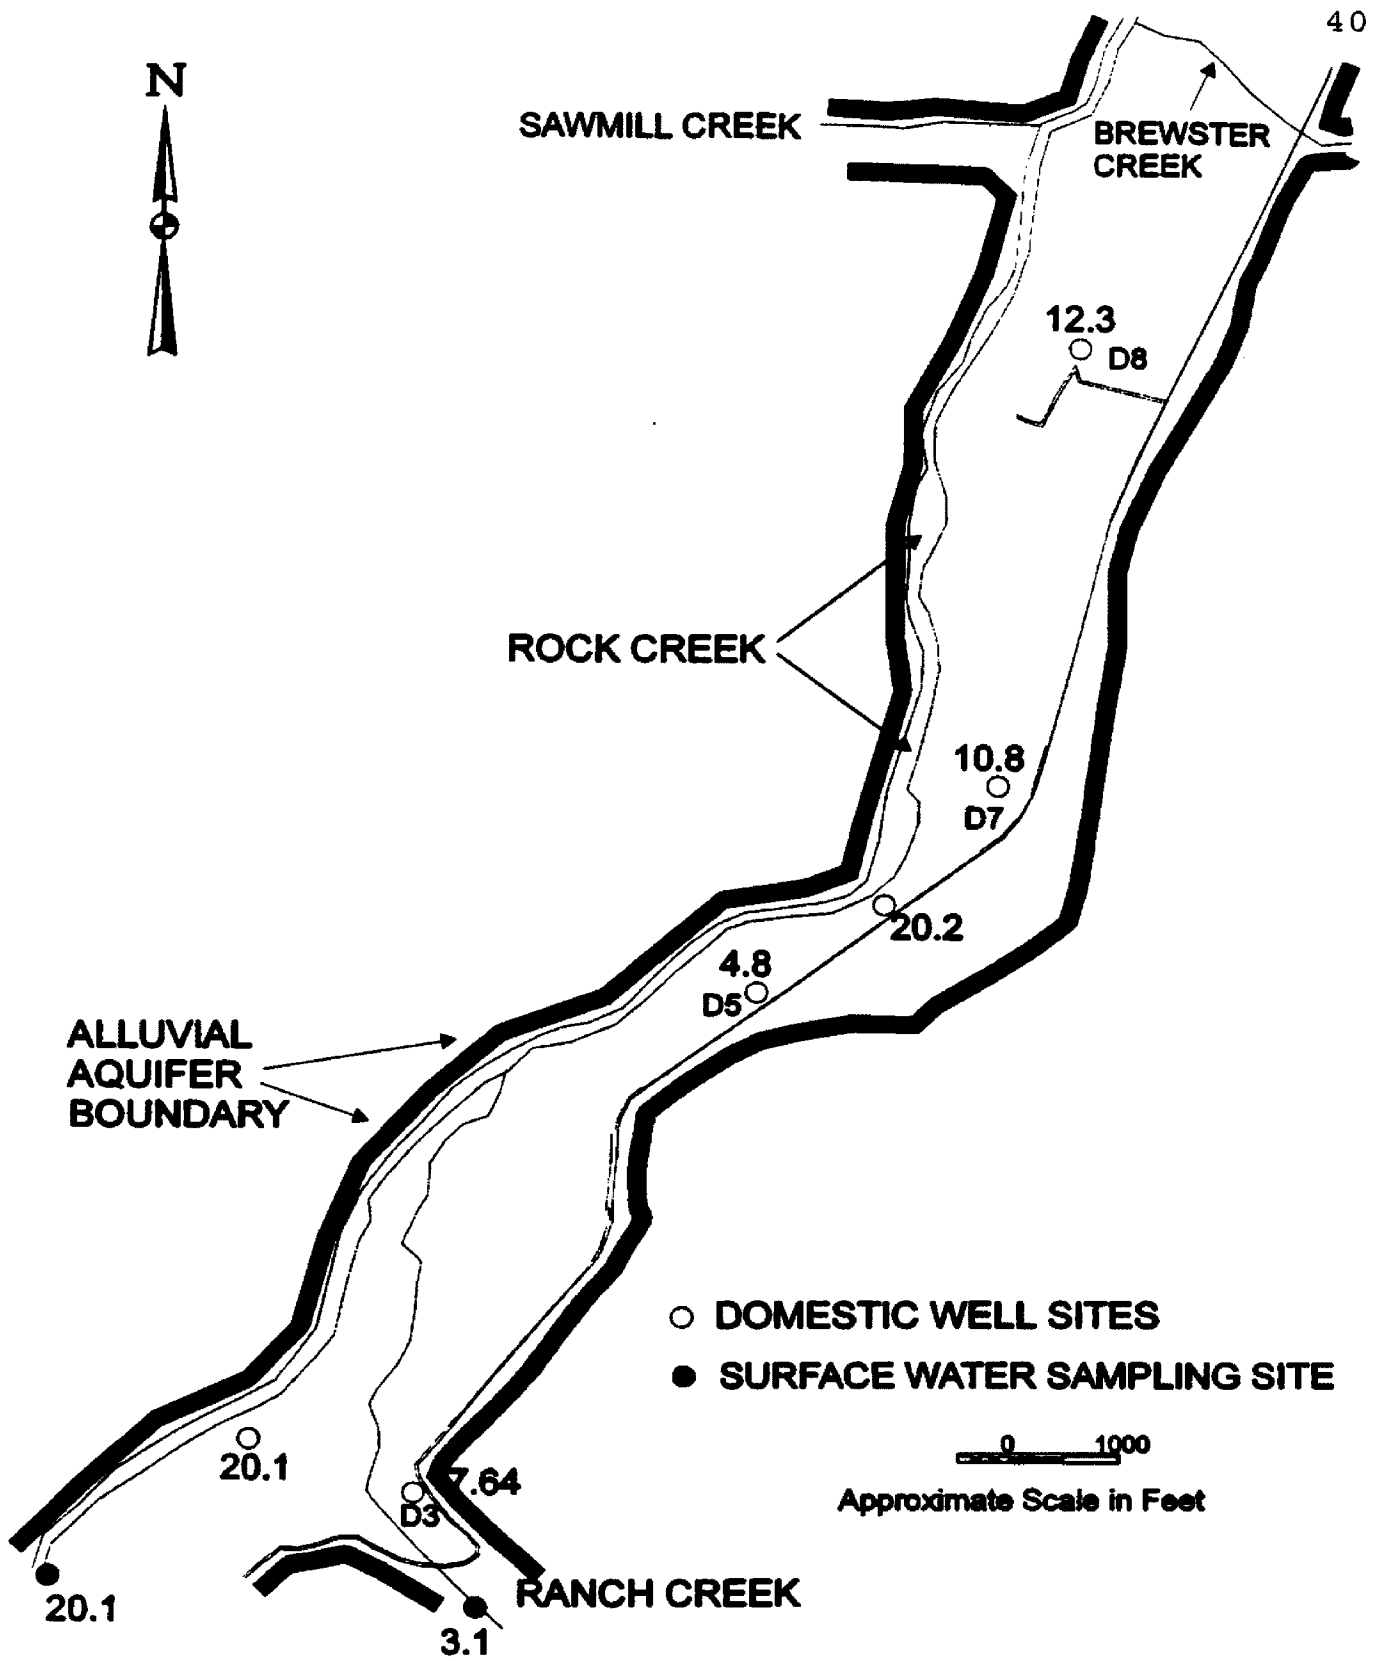 40
N
SAWMILL CREEK
BREWSTER
CREEK
12.3
D8
ROCK CREEK
10.8
D7
20.2
4.8
D5
ALLUVIAL
AQUIFER
BOUNDARY
DOMESTIC WELL SITES
SURFACE WATER SAMPLING SITE
0 1000
Approximate Scale in Feet
20.1
7.64
D3
20.1
RANCH CREEK
3.1